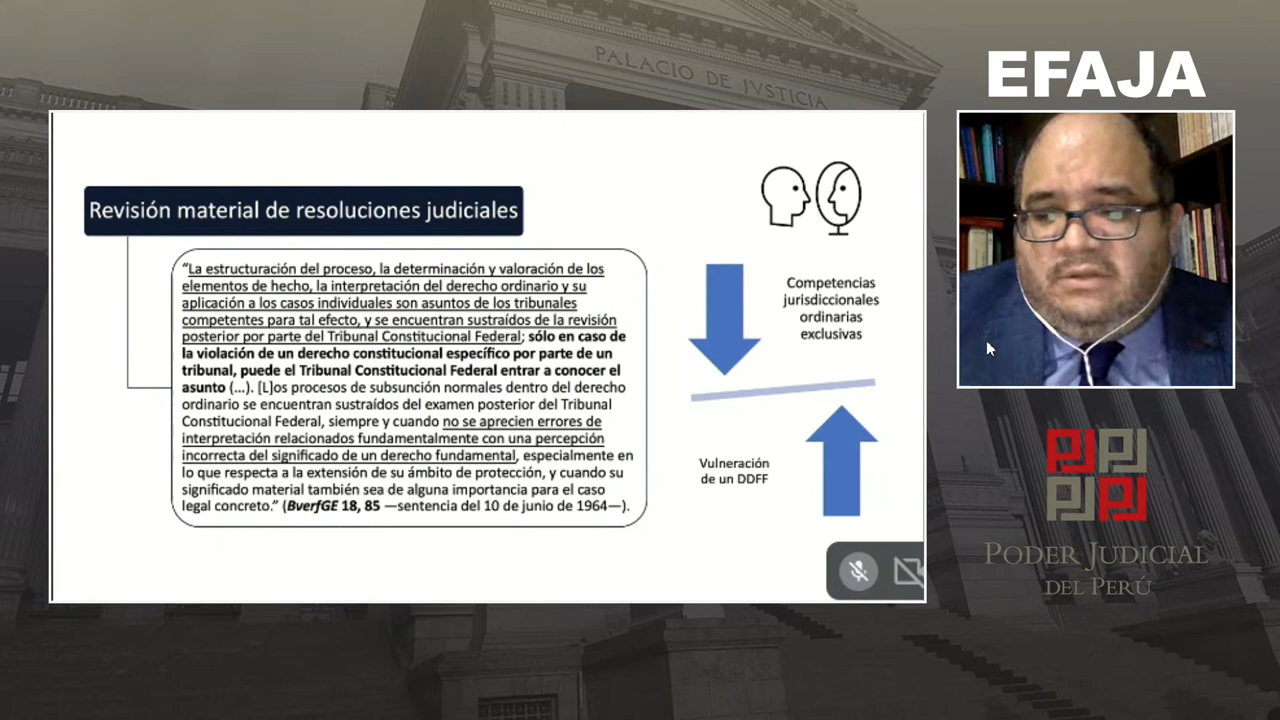 PALACIO DE JUSTICIA
EFAJA
Revisión material de resoluciones judiciales
“La estructuración del proceso, la determinación y valoración de los
elementos de hecho, la interpretación del derecho ordinario y su
aplicación a los casos individuales son asuntos de los tribunales
competentes para tal efecto, y se encuentran sustraídos de la revisión
posterior por parte del Tribunal Constitucional Federal; sólo en caso de
la violación de un derecho constitucional específico por parte de un
tribunal, puede el Tribunal Constitucional Federal entrar a conocer el
asunto (...). [L]os procesos de subsunción normales dentro del derecho
ordinario se encuentran sustraídos del examen posterior del Tribunal
Constitucional Federal, siempre y cuando no se aprecien errores de
interpretación relacionados fundamentalmente con una percepción
incorrecta del significado de un derecho fundamental, especialmente en
lo que respecta a la extensión de su ámbito de protección, y cuando su
significado material también sea de alguna importancia para el caso
legal concreto.” (BverfGE 18, 85 —sentencia del 10 de junio de 1964—).
Competencias
jurisdiccionales
ordinarias
exclusivas
Vulneración
de un DDFF
PODER JUDICIAL
DEL PERÚ